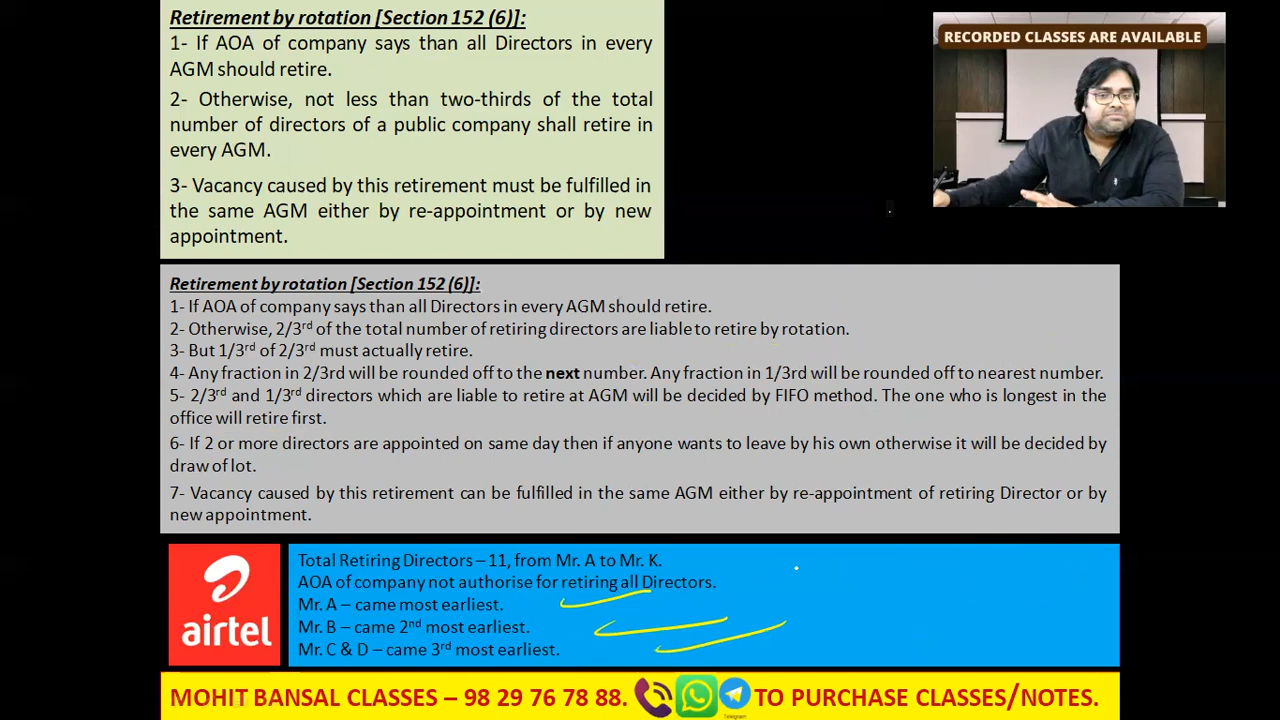 Retirement by rotation [Section 152 (6)]:
1- If AOA of company says than all Directors in every
AGM should retire.
2- Otherwise, not less than two-thirds of the total
number of directors of a public company shall retire in
every AGM.
3- Vacancy caused by this retirement must be fulfilled in
the same AGM either by re-appointment or by new
appointment.
RECORDED CLASSES ARE AVAILABLE
Retirement by rotation [Section 152 (6)]:
1- If AOA of company says than all Directors in every AGM should retire.
2- Otherwise, 2/3rd of the total number of retiring directors are liable to retire by rotation.
3- But 1/3rd of 2/3rd must actually retire.
4- Any fraction in 2/3rd will be rounded off to the next number. Any fraction in 1/3rd will be rounded off to nearest number.
5- 2/3rd and 1/3rd directors which are liable to retire at AGM will be decided by FIFO method. The one who is longest in the
office will retire first.
6- If 2 or more directors are appointed on same day then if anyone wants to leave by his own otherwise it will be decided by
draw of lot.
7- Vacancy caused by this retirement can be fulfilled in the same AGM either by re-appointment of retiring Director or by
new appointment.
airtel
Total Retiring Directors – 11, from Mr. A to Mr. K.
AOA of company not authorise for retiring all Directors.
Mr. A – came most earliest.
Mr. B – came 2nd most earliest.
Mr. C & D – came 3rd most earliest.
MOHIT BANSAL CLASSES – 98 29 76 78 88. TO PURCHASE CLASSES/NOTES.